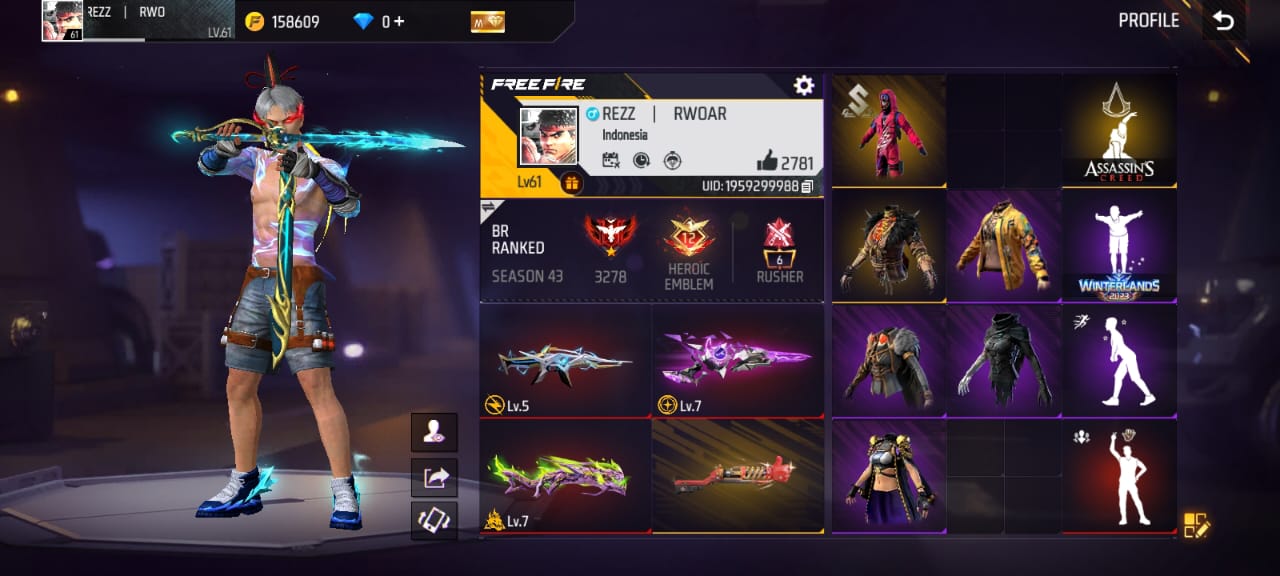 REZZ | RWO
LV.61
61
158609
0 +
W
PROFILE
FREE FIRE
REZZ | RWOAR
Indonesia
2781
Lv61
UID:1959299988
BR
RANKED
SEASON 43
3278
12
HEROIC
EMBLEM
6
RUSHER
Lv.5
Lv.7
Lv.7
S
ASSASSIN'S
CREED
WINTERLANDS
2023